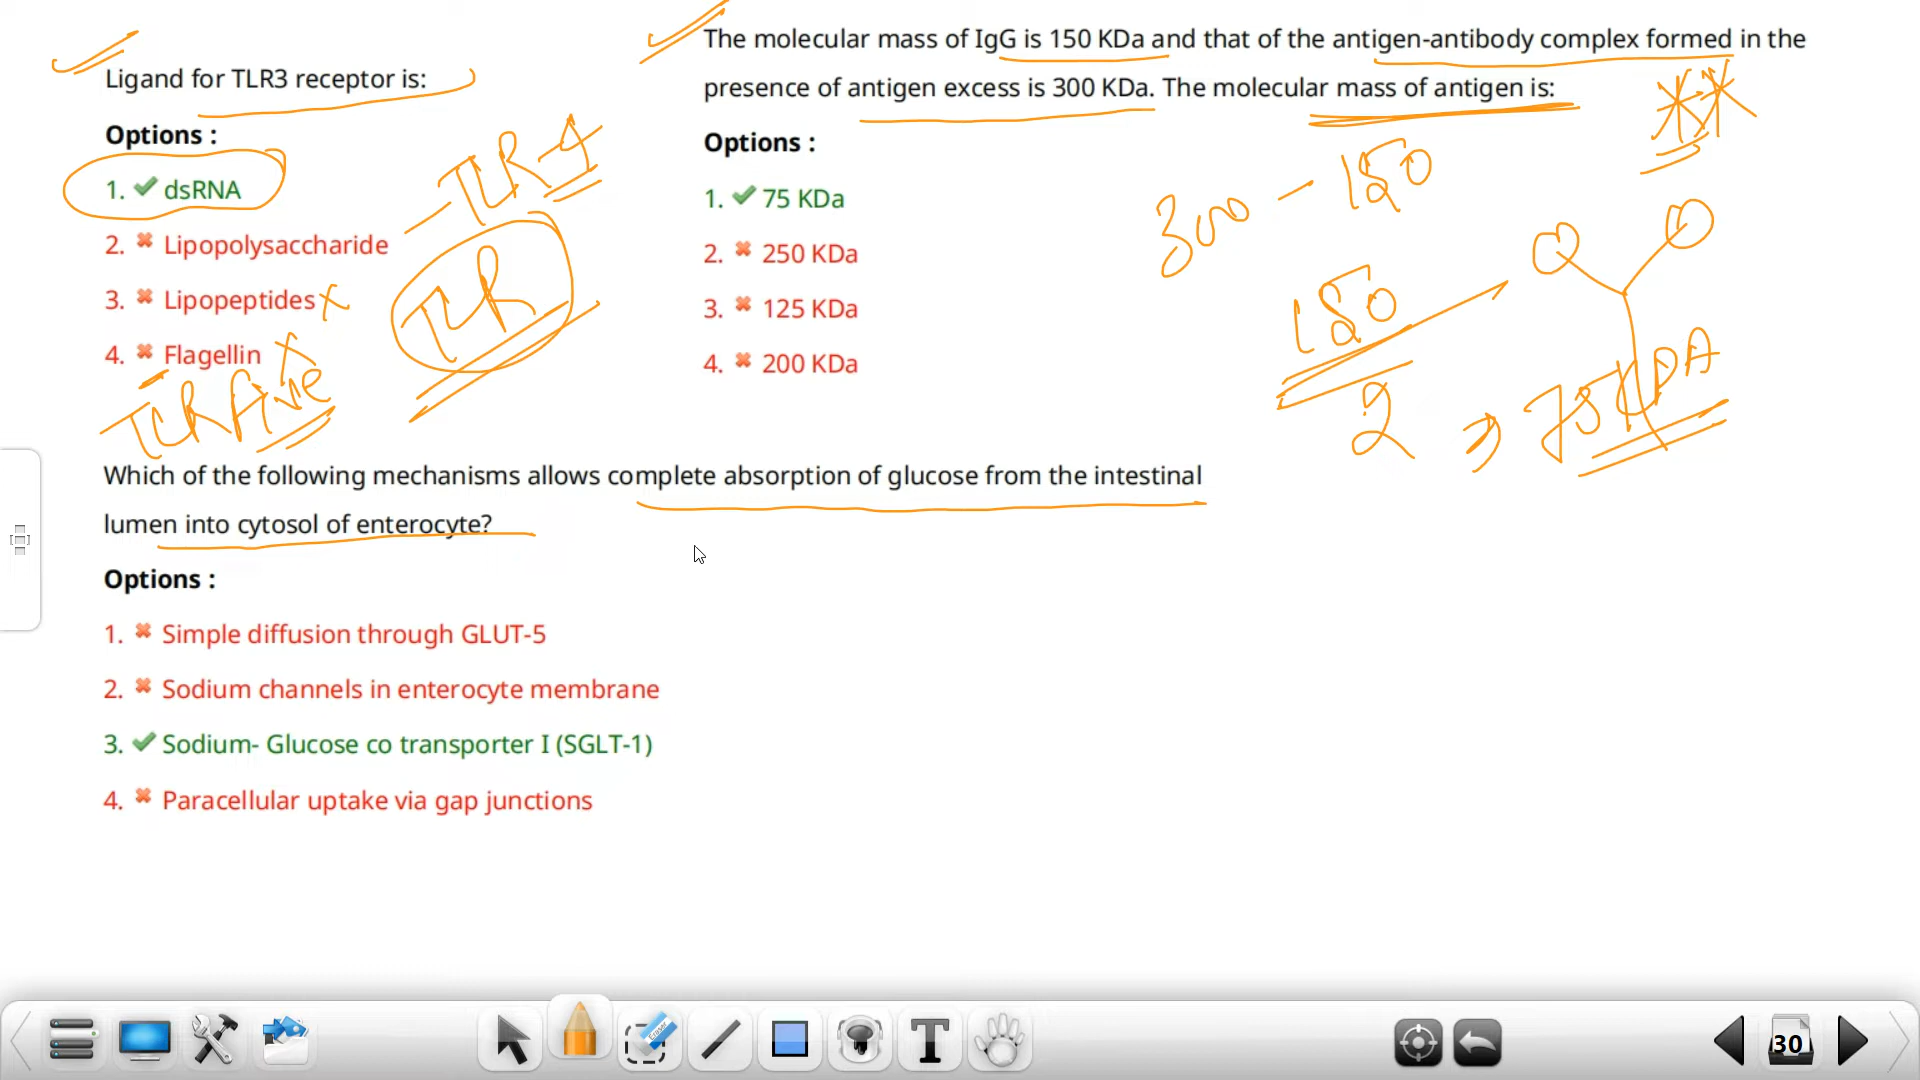 Ligand for TLR3 receptor is:
Options :
1. dsRNA
2. Lipopolysaccharide
3. Lipopeptides
4. Flagellin
TLR-4
TLR
TLR five
The molecular mass of IgG is 150 KDa and that of the antigen-antibody complex formed in the
presence of antigen excess is 300 KDa. The molecular mass of antigen is:
Options :
1. 75 KDa
2. 250 KDa
3. 125 KDa
4. 200 KDa
300 - 150
150
2
⇒ 75 KDA
Which of the following mechanisms allows complete absorption of glucose from the intestinal
lumen into cytosol of enterocyte?
Options :
1. Simple diffusion through GLUT-5
2. Sodium channels in enterocyte membrane
3. Sodium- Glucose co transporter I (SGLT-1)
4. Paracellular uptake via gap junctions
30